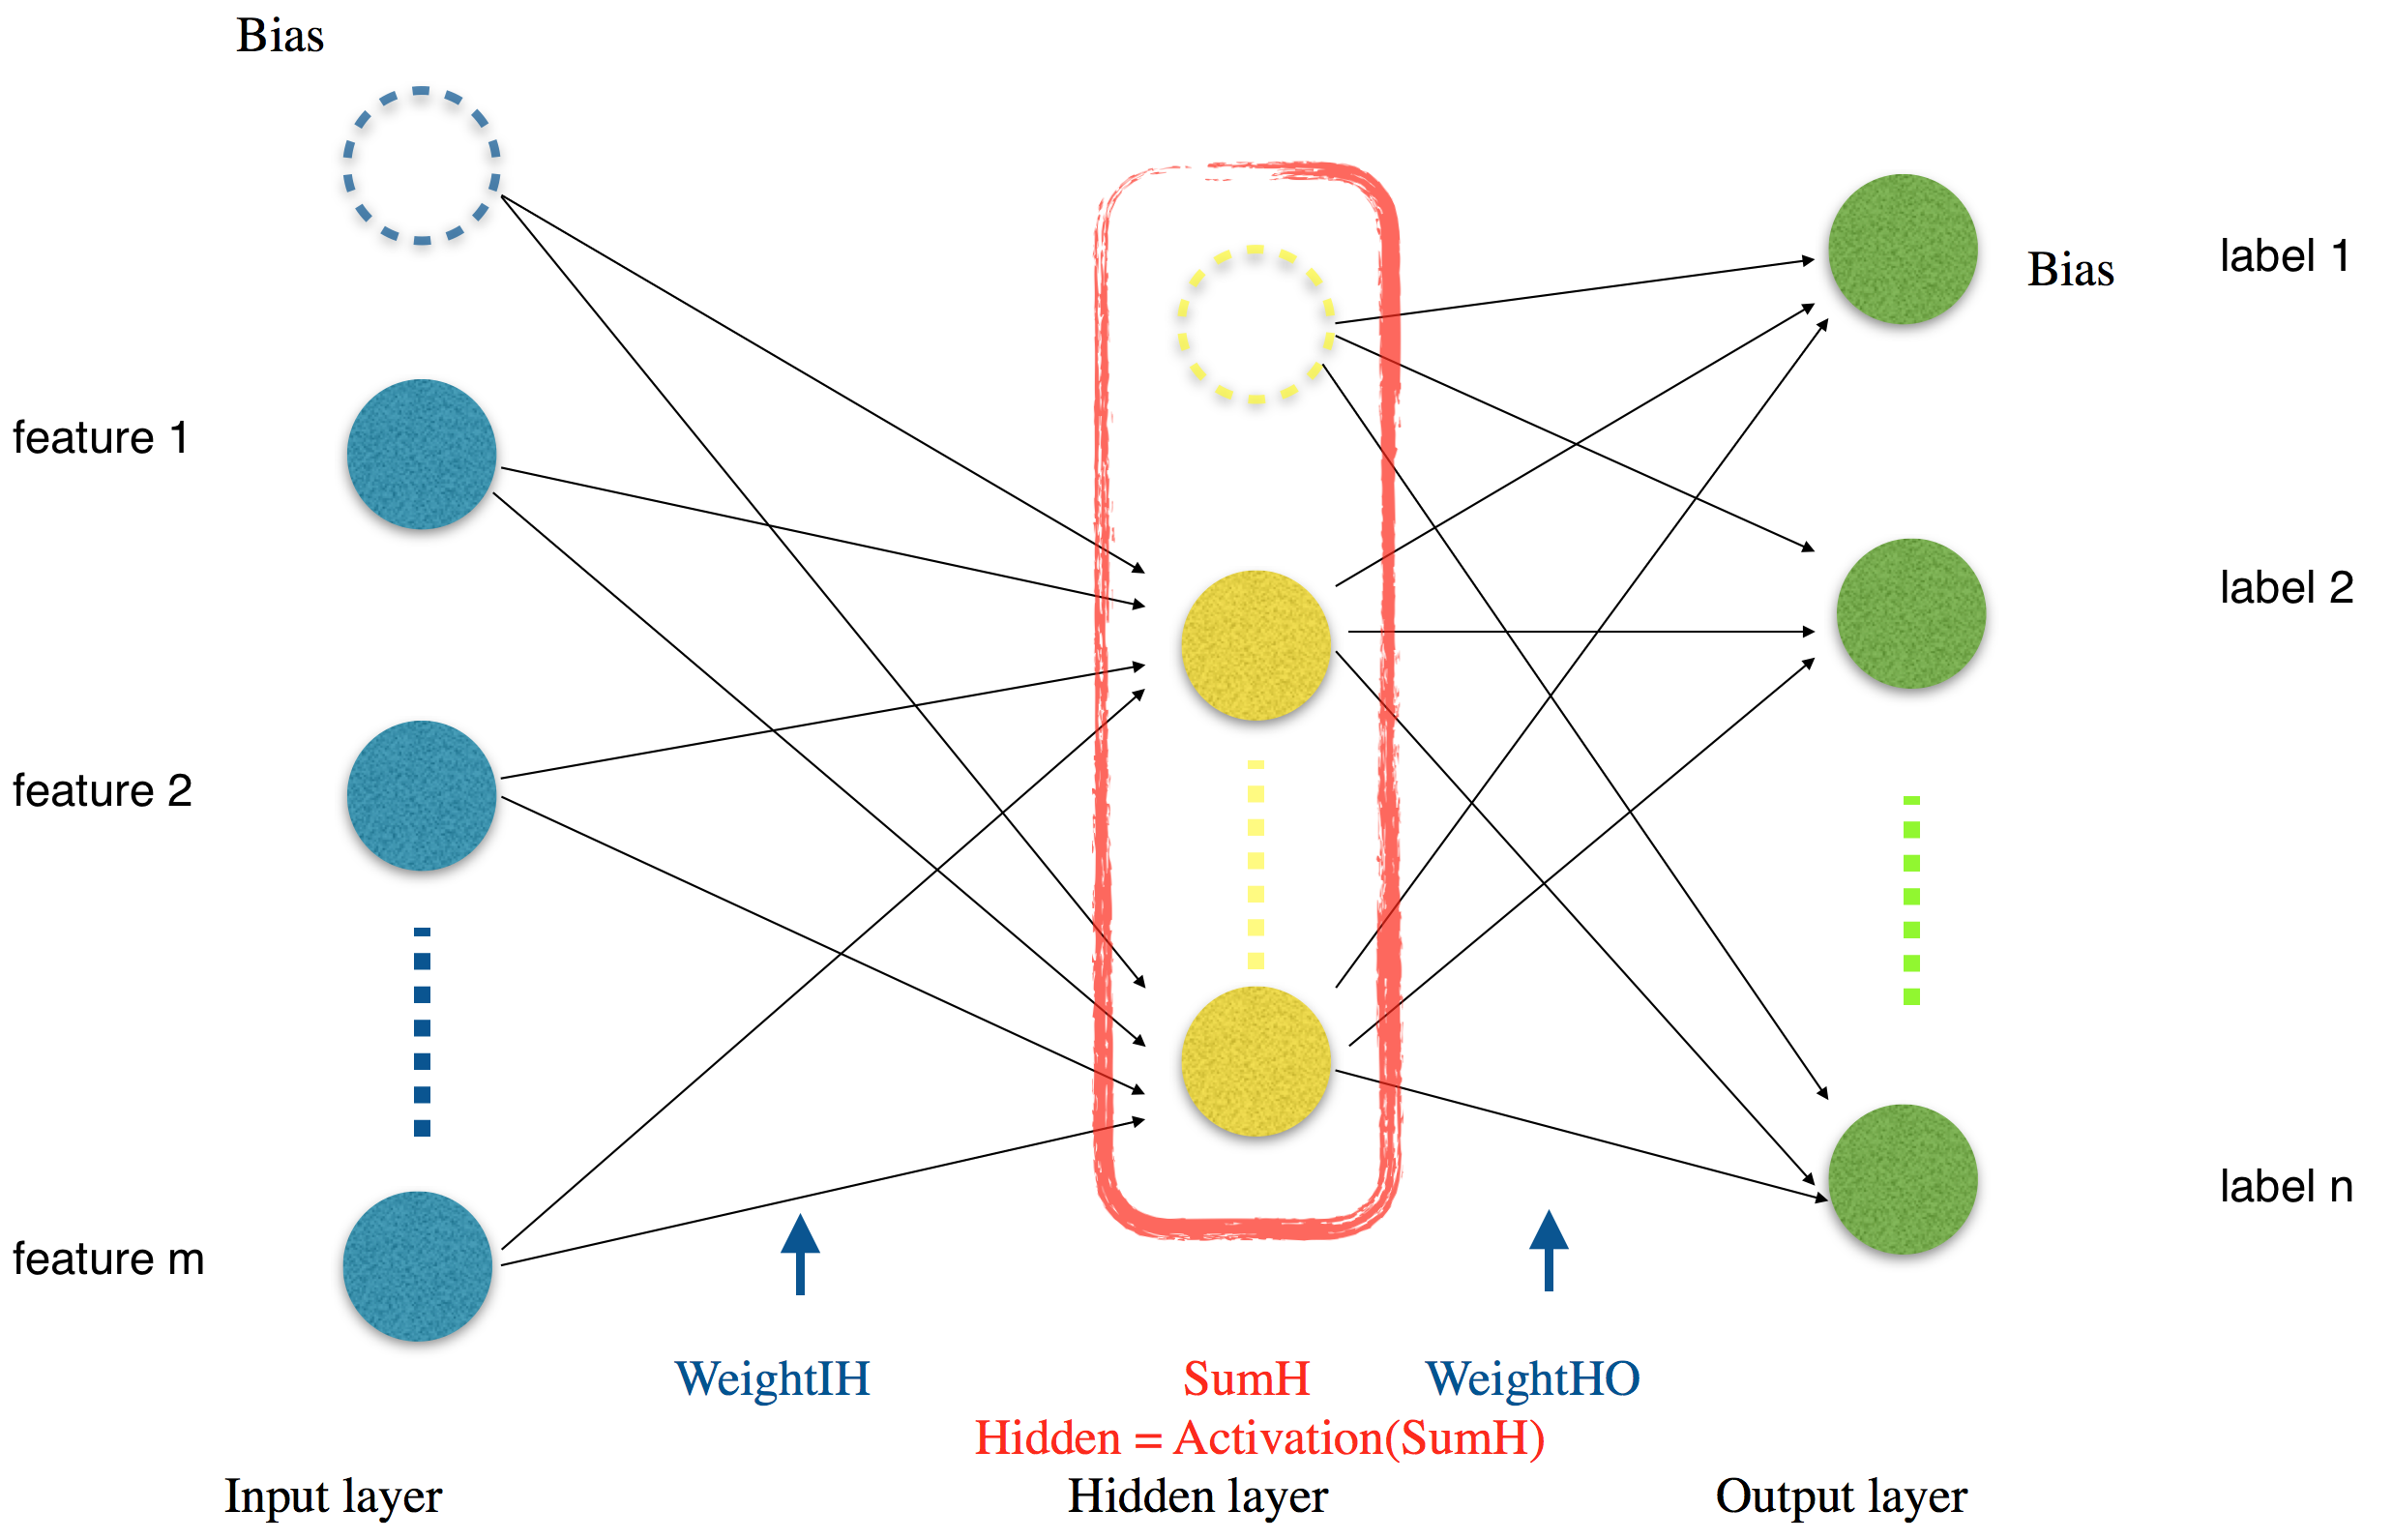 Bias
label 1
Bias
feature 1
label 2
feature 2
label n
feature m
WeightIH
SumH
WeightHO
Hidden = Activation(SumH)
Input layer
Hidden layer
Output layer